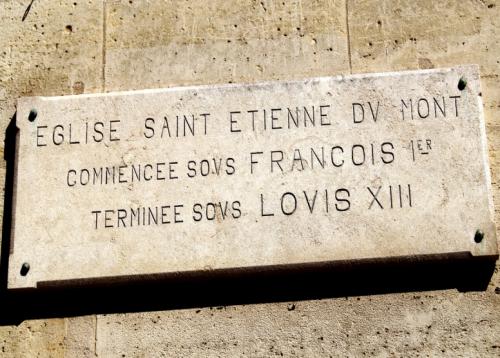 EGLISE SAINT ETIENNE DV MONT
COMMENCEE SOVS FRANCOIS 1ER
TERMINEE SOVS LOVIS XIII